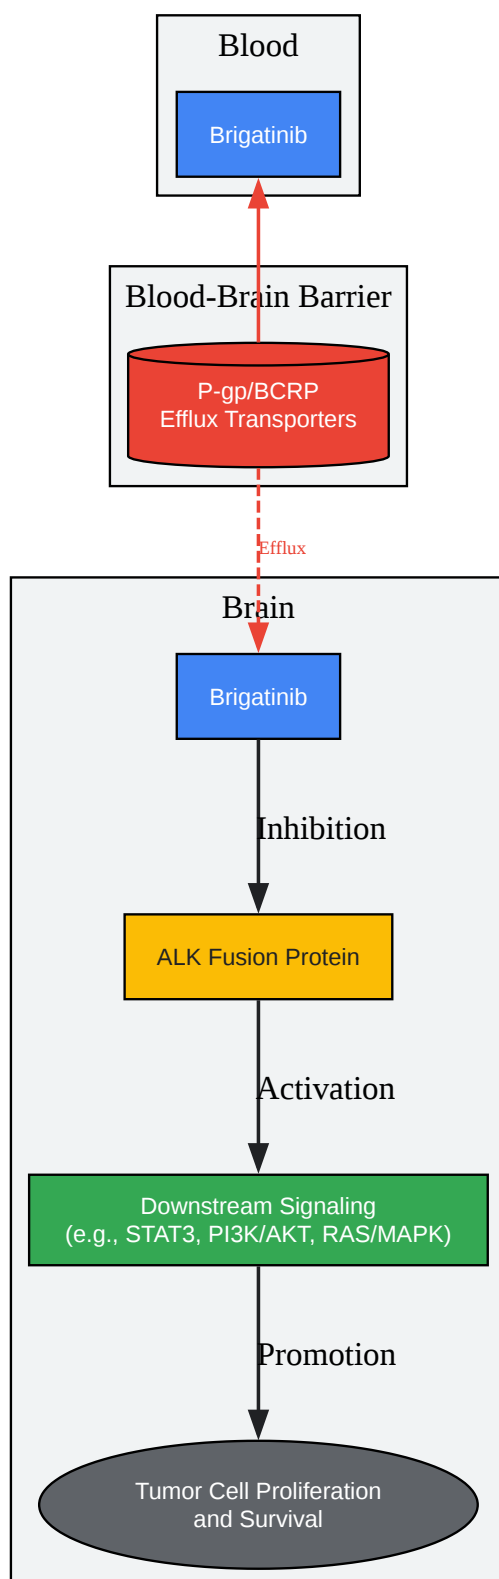 Blood
Brigatinib
Blood-Brain Barrier
P-gp/BCRP
Efflux Transporters
Efflux
Brain
Brigatinib
Inhibition
ALK Fusion Protein
Activation
Downstream Signaling
(e.g., STAT3, PI3K/AKT, RAS/MAPK)
Promotion
Tumor Cell Proliferation
and Survival